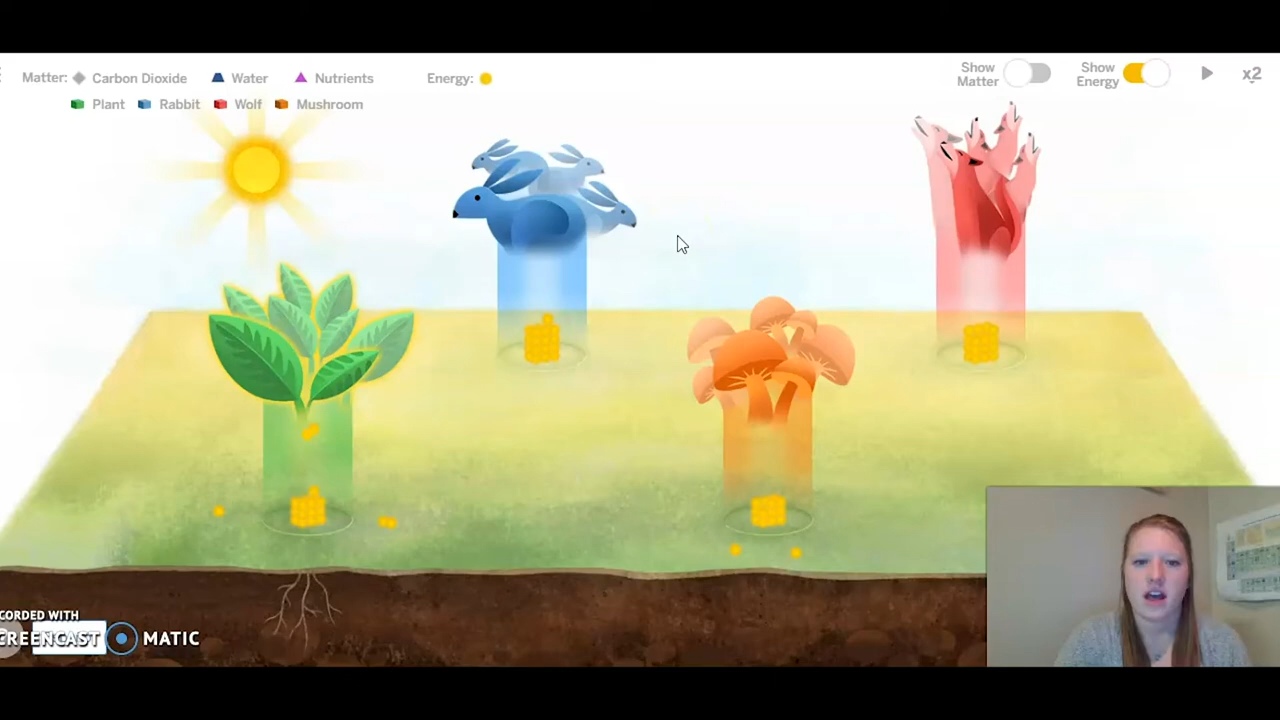 Matter: Carbon Dioxide Water Nutrients Energy:
Plant Rabbit Wolf Mushroom
Show Matter Show Energy x2
CORDED WITH
CREENCAST MATIC